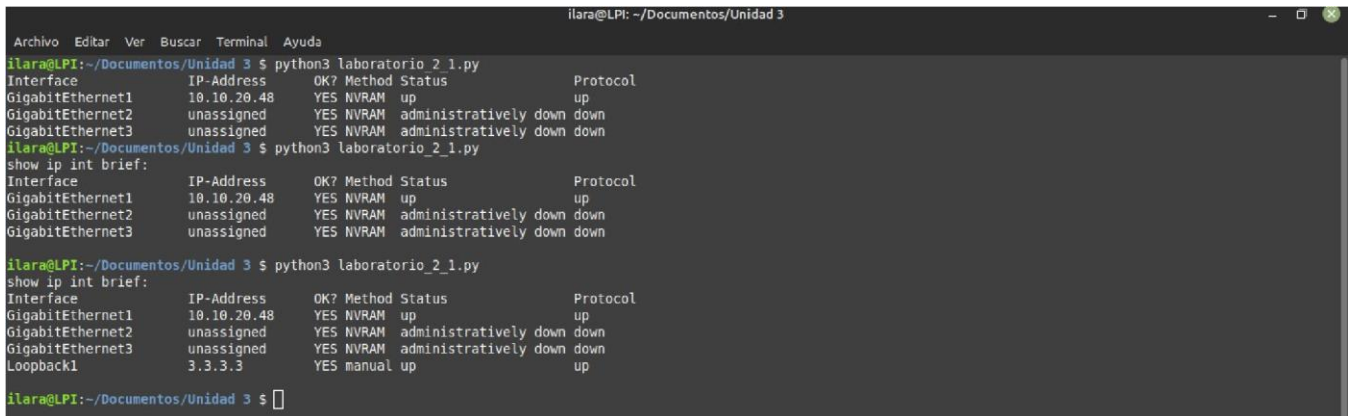 ilara@LPI: ~/Documentos/Unidad 3
Archivo Editar Ver Buscar Terminal Ayuda
ilara@LPI:~/Documentos/Unidad 3 $ python3 laboratorio_2_1.py
Interface              IP-Address      OK? Method Status                Protocol
GigabitEthernet1       10.10.20.48     YES NVRAM  up                    up
GigabitEthernet2       unassigned      YES NVRAM  administratively down down
GigabitEthernet3       unassigned      YES NVRAM  administratively down down
ilara@LPI:~/Documentos/Unidad 3 $ python3 laboratorio_2_1.py
show ip int brief:
Interface              IP-Address      OK? Method Status                Protocol
GigabitEthernet1       10.10.20.48     YES NVRAM  up                    up
GigabitEthernet2       unassigned      YES NVRAM  administratively down down
GigabitEthernet3       unassigned      YES NVRAM  administratively down down
ilara@LPI:~/Documentos/Unidad 3 $ python3 laboratorio_2_1.py
show ip int brief:
Interface              IP-Address      OK? Method Status                Protocol
GigabitEthernet1       10.10.20.48     YES NVRAM  up                    up
GigabitEthernet2       unassigned      YES NVRAM  administratively down down
GigabitEthernet3       unassigned      YES NVRAM  administratively down down
Loopback1              3.3.3.3         YES manual up                    up
ilara@LPI:~/Documentos/Unidad 3 $